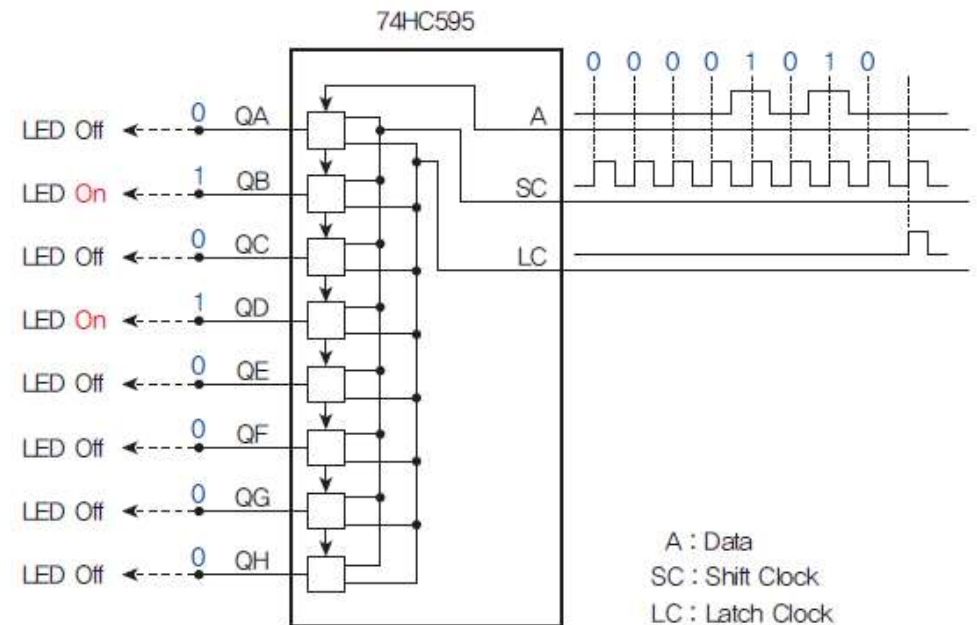 74HC595
0 0 0 0 1 0 1 0
LED Off 0 QA A
LED On 1 QB SC
LED Off 0 QC LC
LED On 1 QD
LED Off 0 QE
LED Off 0 QF
LED Off 0 QG
LED Off 0 QH
A : Data
SC : Shift Clock
LC : Latch Clock